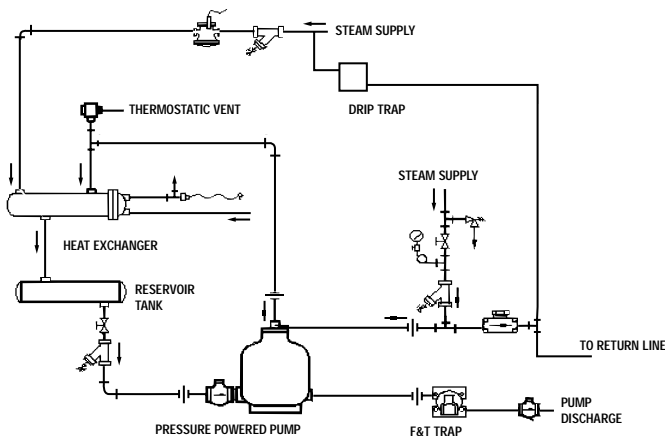 STEAM SUPPLY
DRIP TRAP
THERMOSTATIC VENT
STEAM SUPPLY
HEAT EXCHANGER
RESERVOIR
TANK
TO RETURN LINE
PRESSURE POWERED PUMP
F&T TRAP
PUMP
DISCHARGE